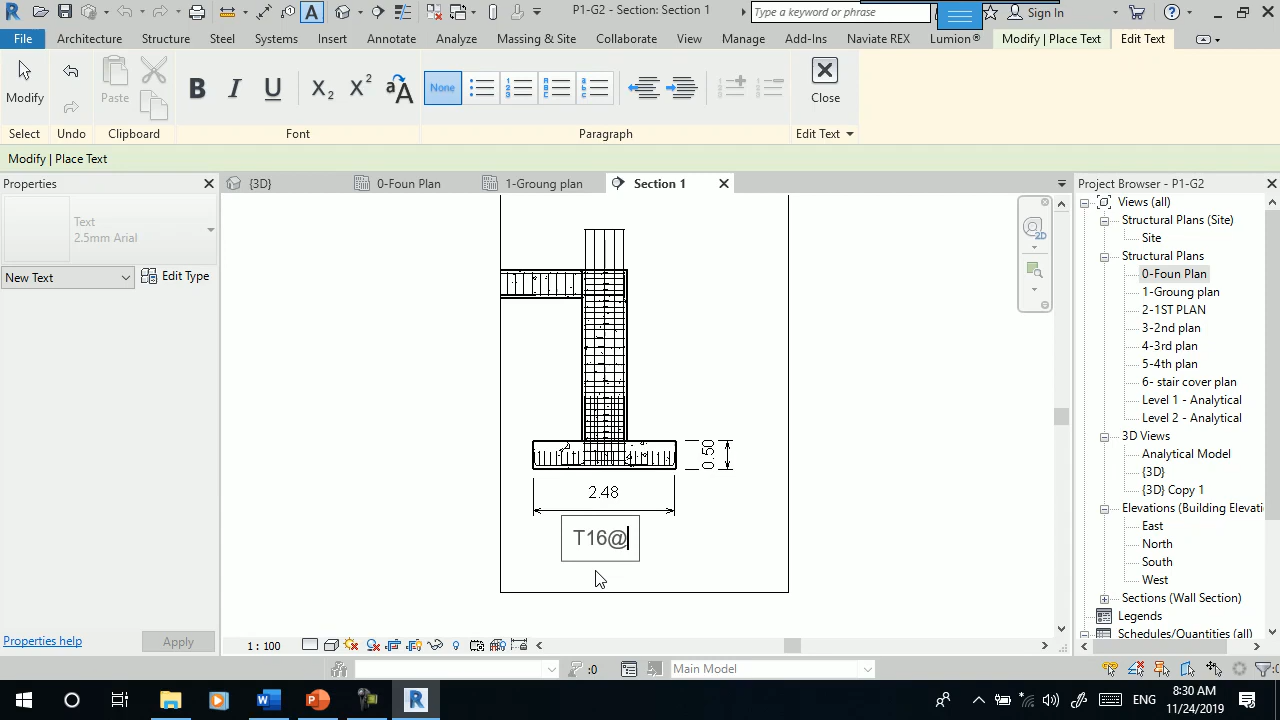 P1-G2 - Section: Section 1
Type a keyword or phrase
Sign In
File
Architecture
Structure
Steel
Systems
Insert
Annotate
Analyze
Massing & Site
Collaborate
View
Manage
Add-Ins
Naviate REX
Lumion®
Modify | Place Text
Edit Text
Modify
Paste
None
Close
Select
Undo
Clipboard
Font
Paragraph
Edit Text
Modify | Place Text
Properties
{3D}
0-Foun Plan
1-Groung plan
Section 1
Project Browser - P1-G2
Text
2.5mm Arial
New Text
Edit Type
Views (all)
Structural Plans (Site)
Site
Structural Plans
0-Foun Plan
1-Groung plan
2-1ST PLAN
3-2nd plan
4-3rd plan
5-4th plan
6- stair cover plan
Level 1 - Analytical
Level 2 - Analytical
3D Views
Analytical Model
{3D}
{3D} Copy 1
Elevations (Building Elevati
East
North
South
West
Sections (Wall Section)
Legends
Schedules/Quantities (all)
2D
0.50
2.48
T16@
Properties help
Apply
1 : 100
:0
Main Model
:0
ENG
8:30 AM
11/24/2019